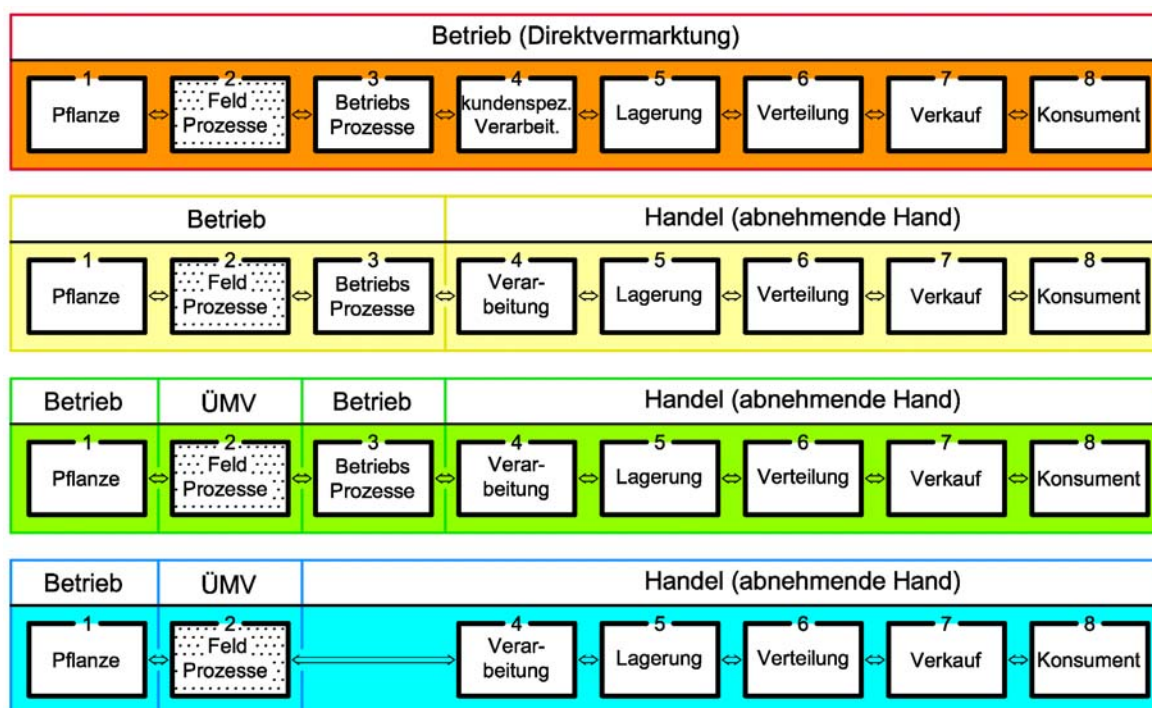 Betrieb (Direktvermarktung)
1 2 3 4 5 6 7 8
Pflanze
Feld
Prozesse
Betriebs
Prozesse
kundenspez.
Verarbeit.
Lagerung
Verteilung
Verkauf
Konsument
Betrieb
Handel (abnehmende Hand)
1 2 3 4 5 6 7 8
Pflanze
Feld
Prozesse
Betriebs
Prozesse
Verar-
beitung
Lagerung
Verteilung
Verkauf
Konsument
Betrieb
ÜMV
Betrieb
Handel (abnehmende Hand)
1 2 3 4 5 6 7 8
Pflanze
Feld
Prozesse
Betriebs
Prozesse
Verar-
beitung
Lagerung
Verteilung
Verkauf
Konsument
Betrieb
ÜMV
Handel (abnehmende Hand)
1 2 4 5 6 7 8
Pflanze
Feld
Prozesse
Verar-
beitung
Lagerung
Verteilung
Verkauf
Konsument